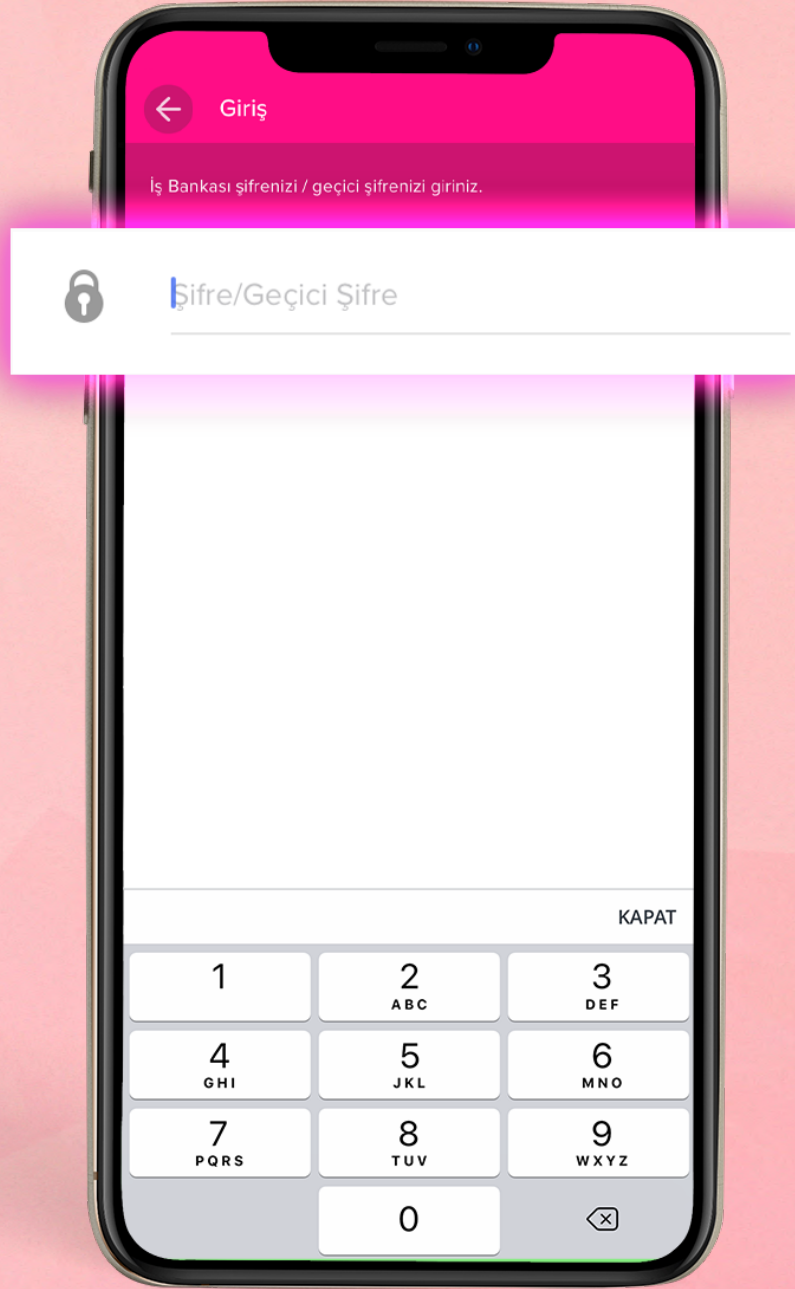 Giriş
İş Bankası şifrenizi / geçici şifrenizi giriniz.
Şifre/Geçici Şifre
KAPAT
1
2
ABC
3
DEF
4
GHI
5
JKL
6
MNO
7
PQRS
8
TUV
9
WXYZ
0